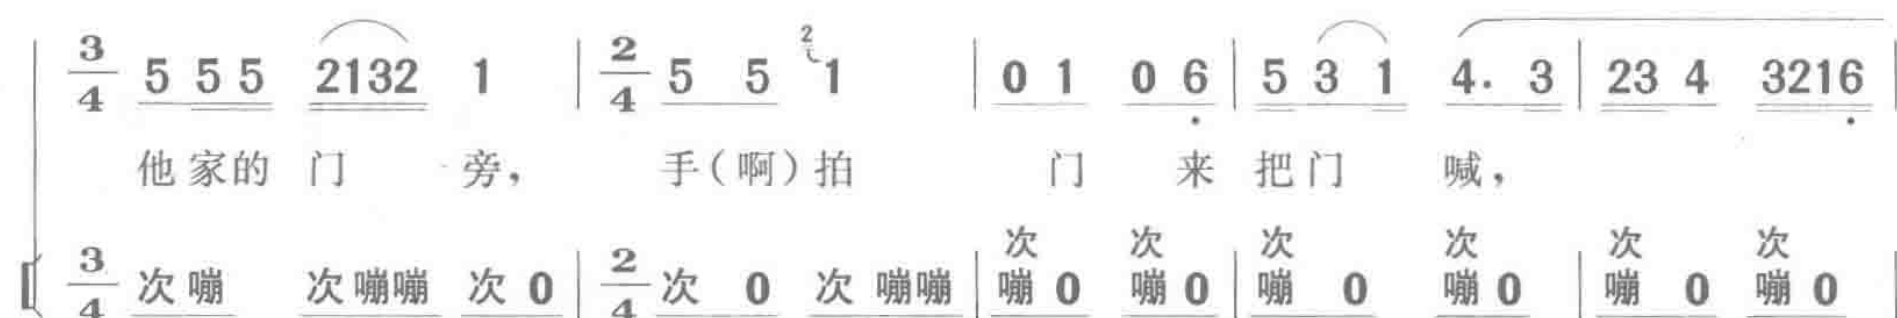 3/4 5 5 5 2132 1 | 2/4 5 5 2 1 | 0 1 0 6 | 5 3 1 4. 3 | 23 4 3216 |
他 家 的 门 旁， 手（啊）拍 门 来 把 门 喊，
次 次 次 次 次 次
3/4 次 嘣 次 嘣嘣 次 0 | 2/4 次 0 次 嘣嘣 | 嘣 0 嘣 0 | 嘣 0 嘣 0 | 嘣 0 嘣 0 |